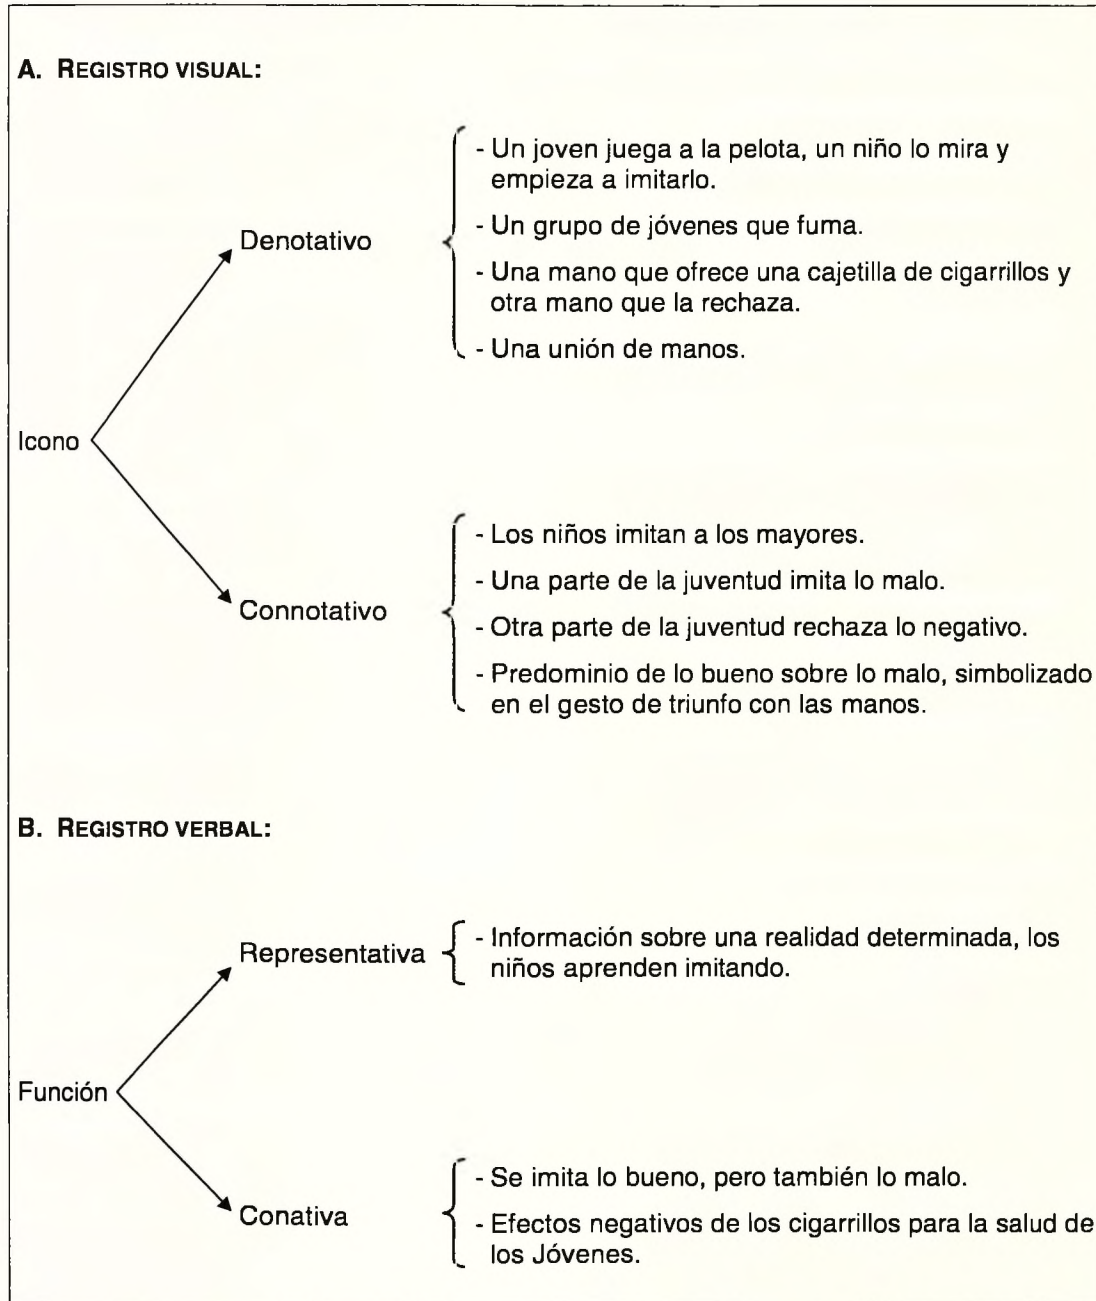 A. REGISTRO VISUAL:
- Un joven juega a la pelota, un niño lo mira y
empieza a imitarlo.
Denotativo
- Un grupo de jóvenes que fuma.
- Una mano que ofrece una cajetilla de cigarrillos y
otra mano que la rechaza.
- Una unión de manos.
Icono
- Los niños imitan a los mayores.
- Una parte de la juventud imita lo malo.
Connotativo
- Otra parte de la juventud rechaza lo negativo.
- Predominio de lo bueno sobre lo malo, simbolizado
en el gesto de triunfo con las manos.
B. REGISTRO VERBAL:
Representativa
- Información sobre una realidad determinada, los
niños aprenden imitando.
Función
- Se imita lo bueno, pero también lo malo.
Conativa
- Efectos negativos de los cigarrillos para la salud de
los Jóvenes.